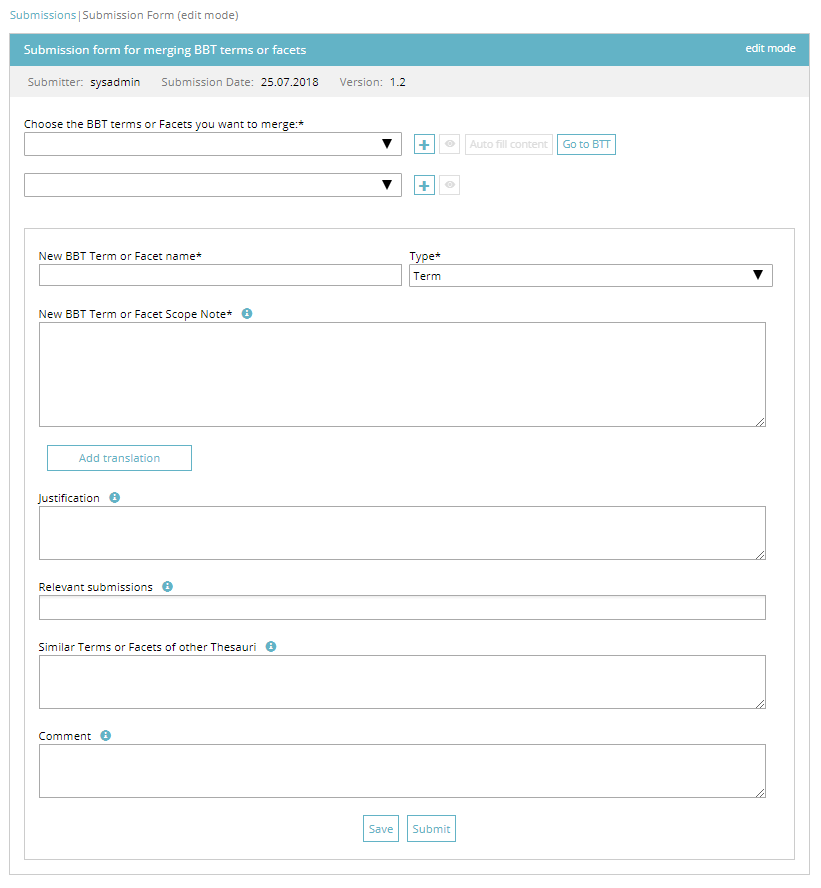 Submissions|Submission Form (edit mode)
Submission form for merging BBT terms or facets edit mode
Submitter: sysadmin Submission Date: 25.07.2018 Version: 1.2
Choose the BBT terms or Facets you want to merge:*
Auto fill content Go to BTT
New BBT Term or Facet name* Type*
Term
New BBT Term or Facet Scope Note*
Add translation
Justification
Relevant submissions
Similar Terms or Facets of other Thesauri
Comment
Save Submit